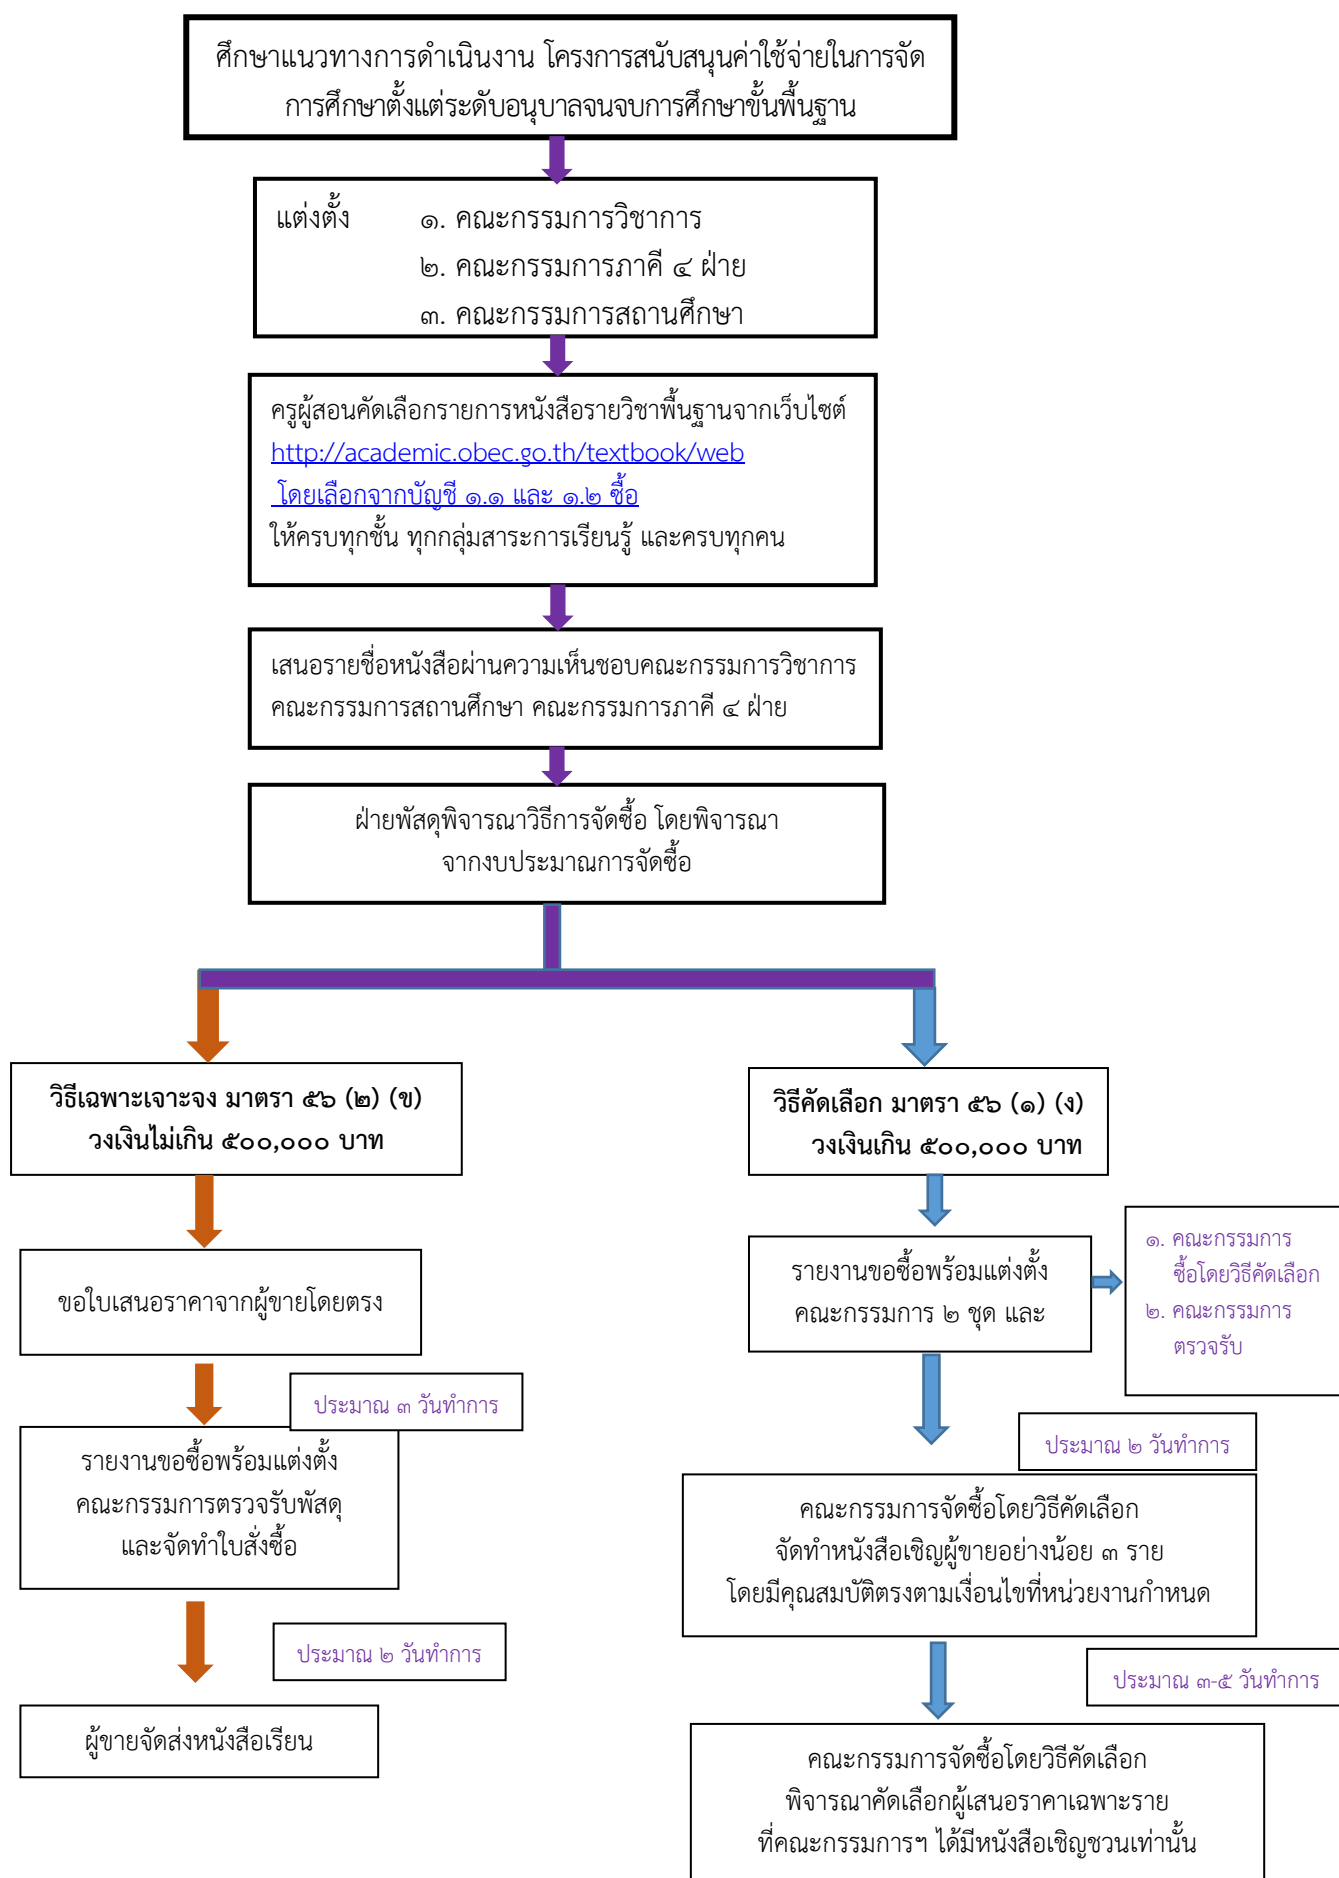 ศึกษาแนวทางการดำเนินงาน โครงการสนับสนุนค่าใช้จ่ายในการจัด
การศึกษาตั้งแต่ระดับอนุบาลจนจบการศึกษาขั้นพื้นฐาน
แต่งตั้ง ๑. คณะกรรมการวิชาการ
๒. คณะกรรมการภาคี ๔ ฝ่าย
๓. คณะกรรมการสถานศึกษา
ครูผู้สอนคัดเลือกรายการหนังสือรายวิชาพื้นฐานจากเว็บไซต์
http://academic.obec.go.th/textbook/web
โดยเลือกจากบัญชี ๑.๑ และ ๑.๒ ซื้อ
ให้ครบทุกชั้น ทุกกลุ่มสาระการเรียนรู้ และครบทุกคน
เสนอรายชื่อหนังสือผ่านความเห็นชอบคณะกรรมการวิชาการ
คณะกรรมการสถานศึกษา คณะกรรมการภาคี ๔ ฝ่าย
ฝ่ายพัสดุพิจารณาวิธีการจัดซื้อ โดยพิจารณา
จากงบประมาณการจัดซื้อ
วิธีเฉพาะเจาะจง มาตรา ๕๖ (๒) (ข)
วงเงินไม่เกิน ๕๐๐,๐๐๐ บาท
ขอใบเสนอราคาจากผู้ขายโดยตรง
ประมาณ ๓ วันทำการ
รายงานขอซื้อพร้อมแต่งตั้ง
คณะกรรมการตรวจรับพัสดุ
และจัดทำใบสั่งซื้อ
ประมาณ ๒ วันทำการ
ผู้ขายจัดส่งหนังสือเรียน
วิธีคัดเลือก มาตรา ๕๖ (๑) (ง)
วงเงินเกิน ๕๐๐,๐๐๐ บาท
รายงานขอซื้อพร้อมแต่งตั้ง
คณะกรรมการ ๒ ชุด และ
๑. คณะกรรมการ
ซื้อโดยวิธีคัดเลือก
๒. คณะกรรมการ
ตรวจรับ
ประมาณ ๒ วันทำการ
คณะกรรมการจัดซื้อโดยวิธีคัดเลือก
จัดทำหนังสือเชิญผู้ขายอย่างน้อย ๓ ราย
โดยมีคุณสมบัติตรงตามเงื่อนไขที่หน่วยงานกำหนด
ประมาณ ๓-๕ วันทำการ
คณะกรรมการจัดซื้อโดยวิธีคัดเลือก
พิจารณาคัดเลือกผู้เสนอราคาเฉพาะราย
ที่คณะกรรมการฯ ได้มีหนังสือเชิญชวนเท่านั้น